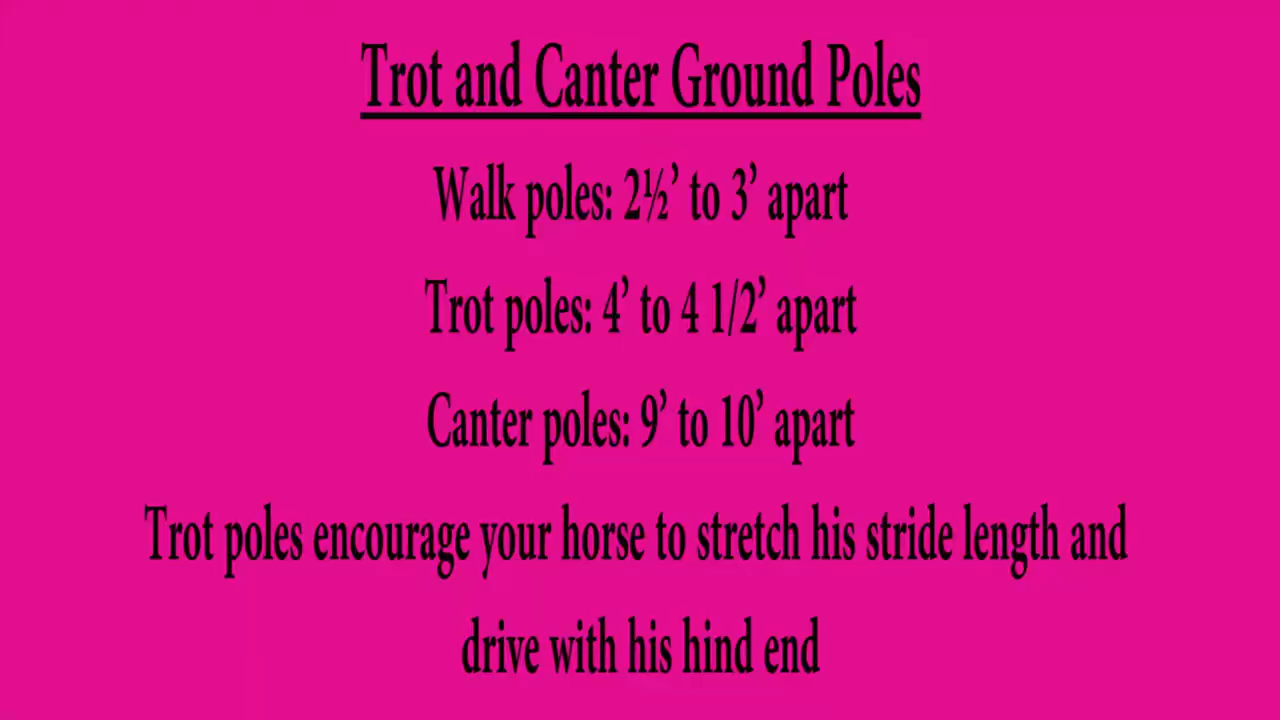 Trot and Canter Ground Poles
Walk poles: 2½’ to 3’ apart
Trot poles: 4’ to 4 1/2’ apart
Canter poles: 9’ to 10’ apart
Trot poles encourage your horse to stretch his stride length and
drive with his hind end